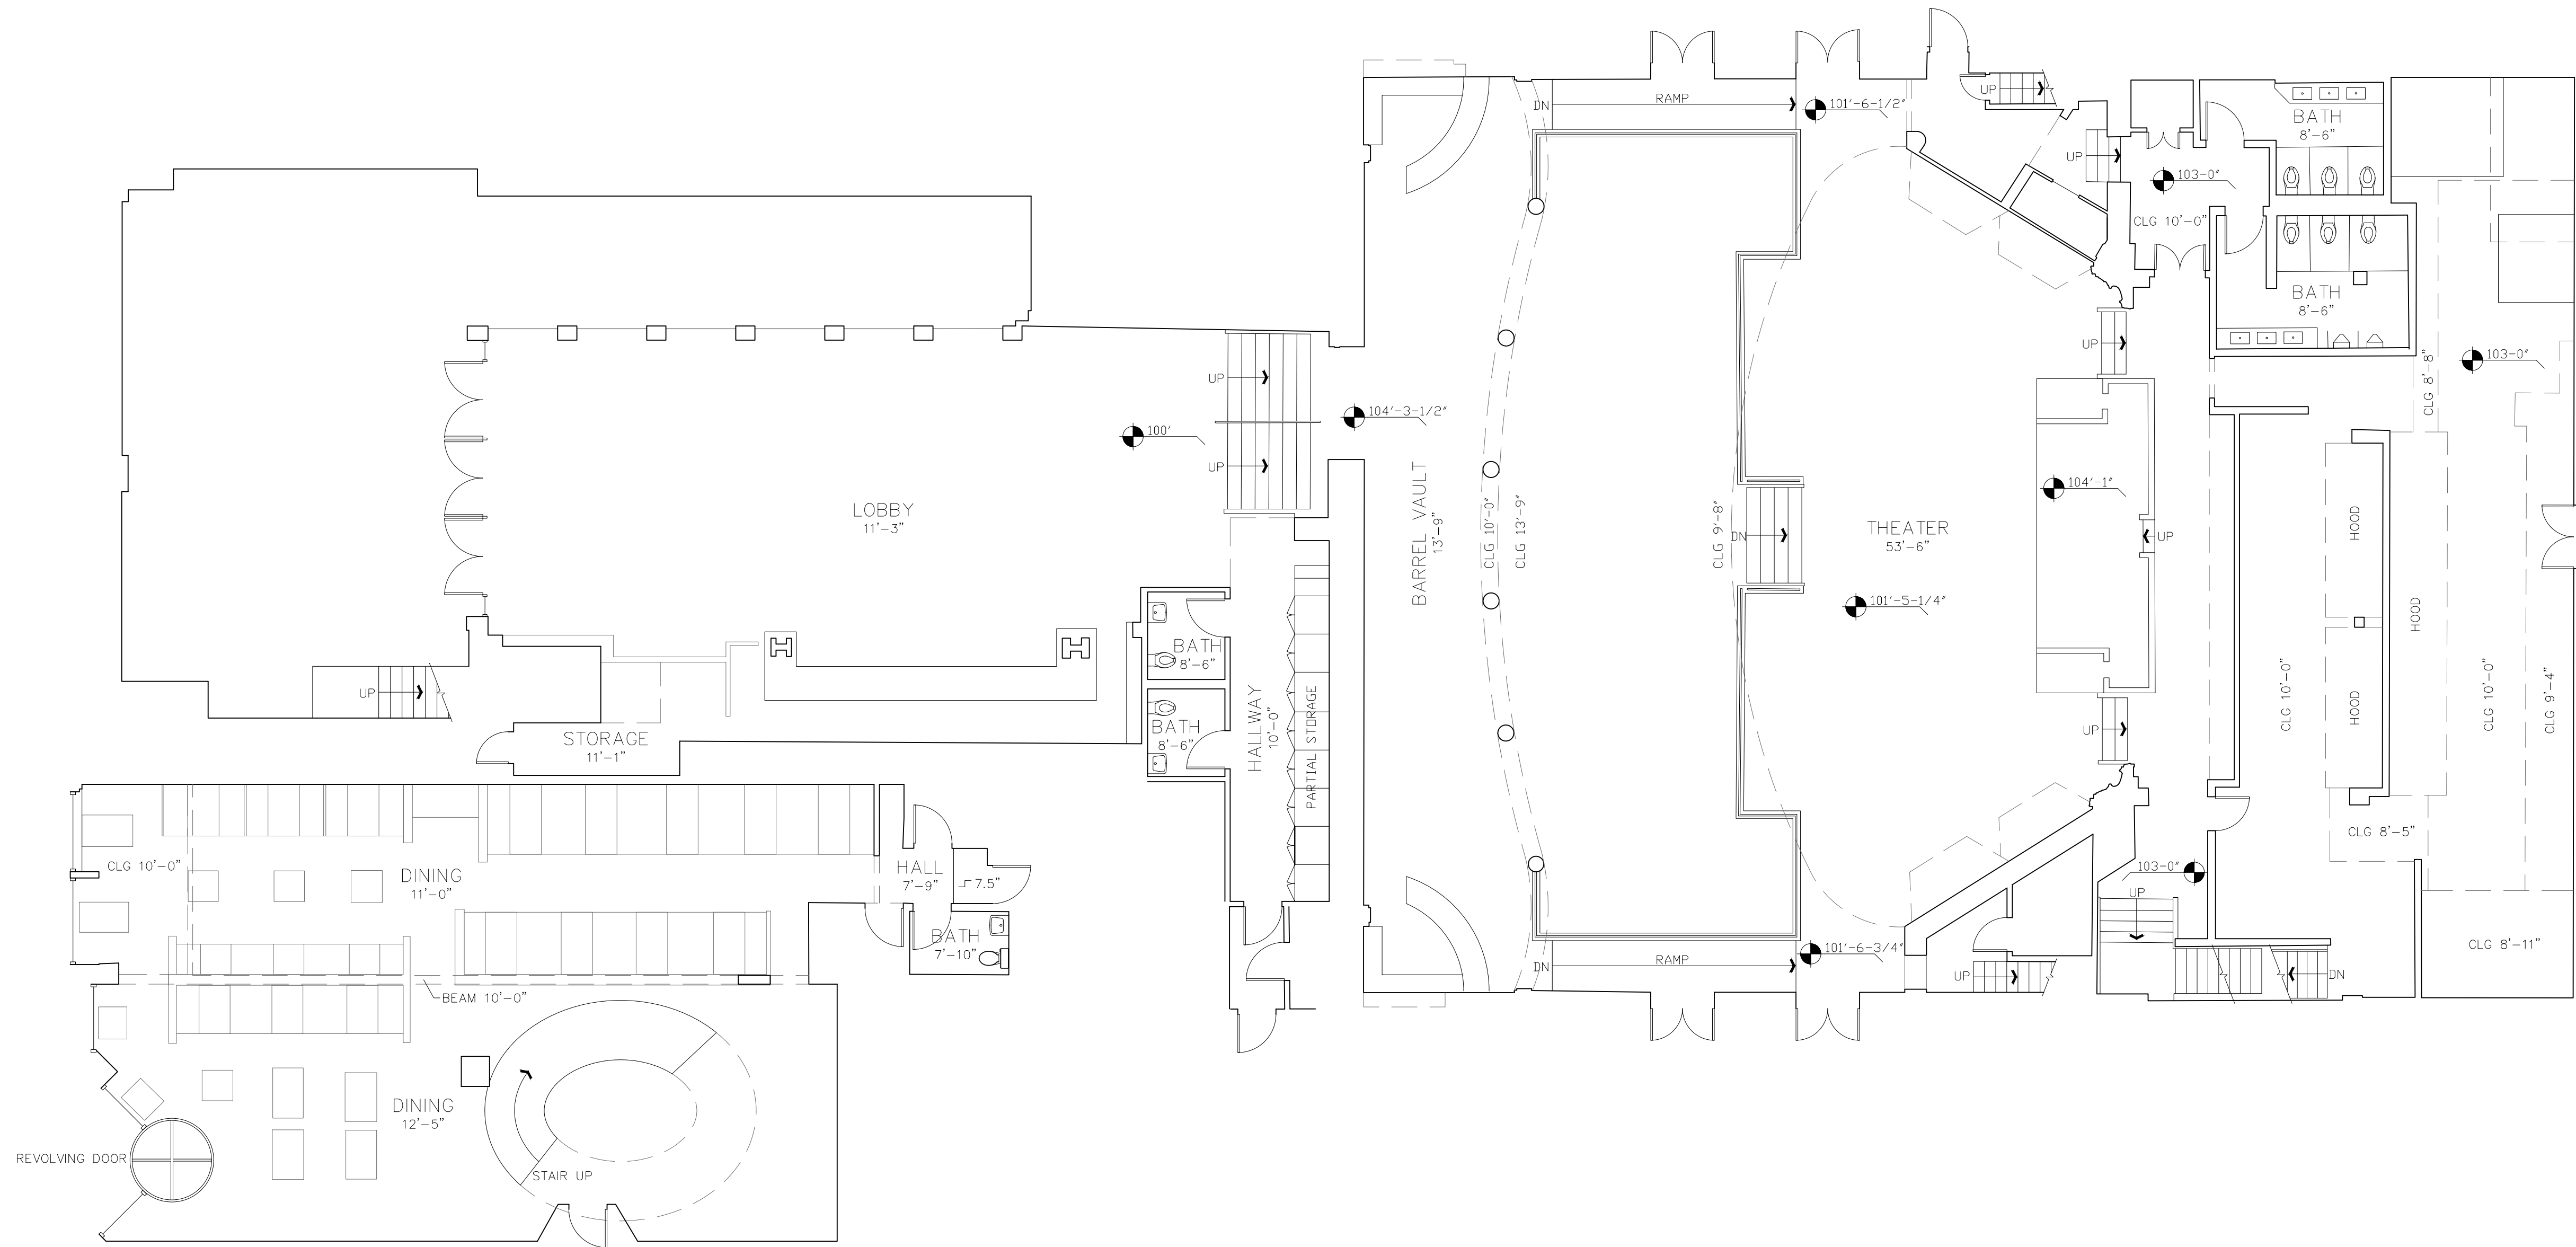 DN
RAMP
101'-6-1/2"
UP
UP
103-0"
CLG 10'-0"
BATH
8'-6"
BATH
8'-6"
UP
UP
UP
100'
104'-3-1/2"
LOBBY
11'-3"
BARREL VAULT
13'-9"
CLG 10'-0"
CLG 13'-9"
CLG 9'-8"
DN
THEATER
53'-6"
101'-5-1/4"
104'-1"
UP
UP
CLG 8'-8"
103-0"
HOOD
HOOD
HOOD
CLG 10'-0"
CLG 10'-0"
CLG 9'-4"
CLG 8'-5"
CLG 8'-11"
UP
STORAGE
11'-1"
BATH
8'-6"
BATH
8'-6"
HALLWAY
10'-0"
PARTIAL STORAGE
DN
RAMP
101'-6-3/4"
UP
103-0"
UP
DN
CLG 10'-0"
DINING
11'-0"
HALL
7'-9"
7.5"
BATH
7'-10"
BEAM 10'-0"
DINING
12'-5"
REVOLVING DOOR
STAIR UP